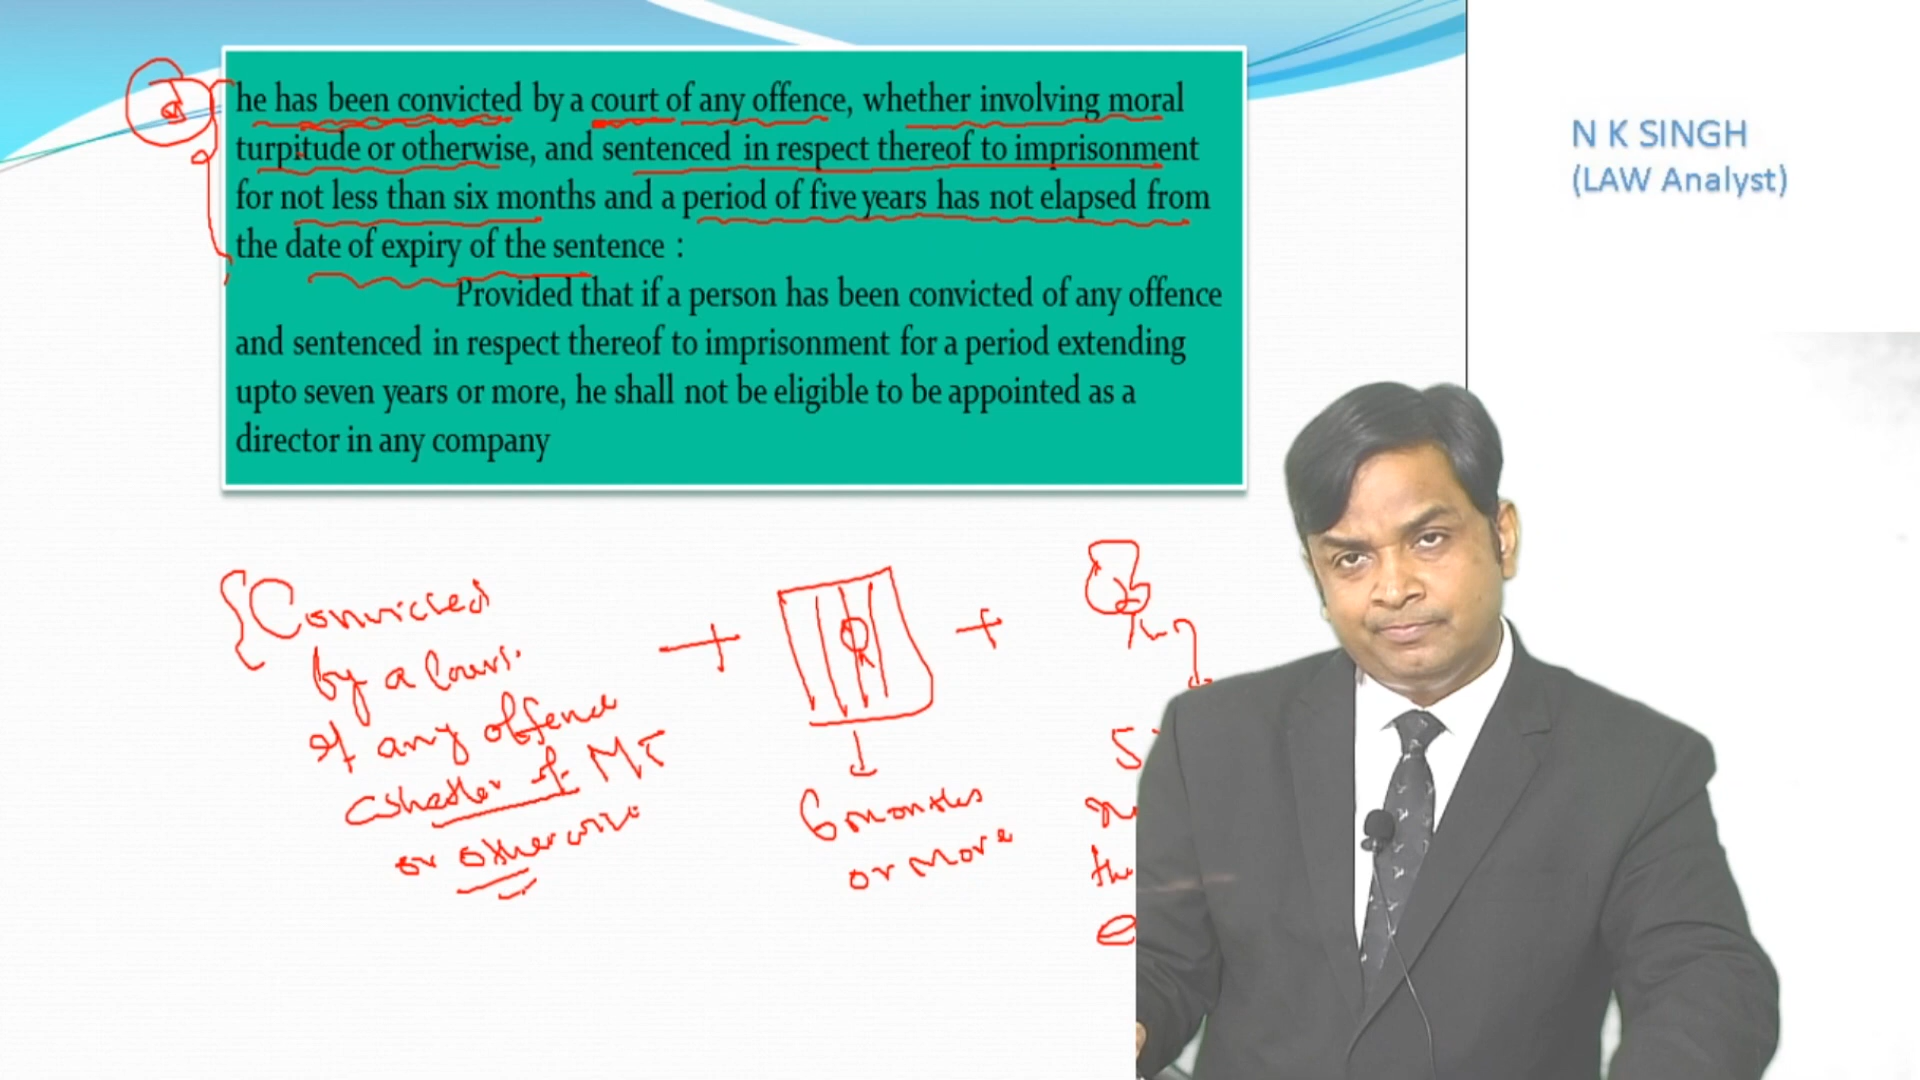 d
he has been convicted by a court of any offence, whether involving moral
turpitude or otherwise, and sentenced in respect thereof to imprisonment
for not less than six months and a period of five years has not elapsed from
the date of expiry of the sentence :
Provided that if a person has been convicted of any offence
and sentenced in respect thereof to imprisonment for a period extending
upto seven years or more, he shall not be eligible to be appointed as a
director in any company
N K SINGH
(LAW Analyst)
Convicted
by a Court.
of any offence
whether of MT
or otherwise
+
6 months
or more
+
5
the